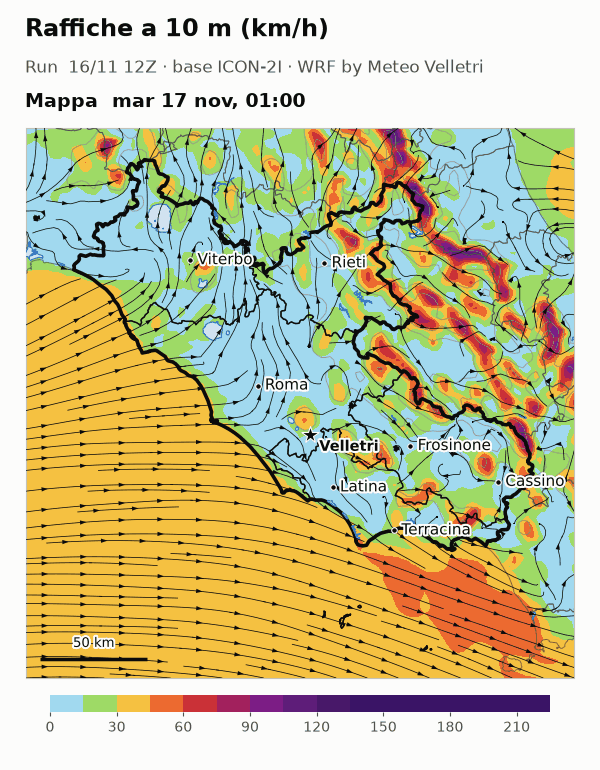 Raffiche a 10 m (km/h)
Run  16/11 12Z · base ICON-2I · WRF by Meteo Velletri
Mappa  mar 17 nov, 01:00
Viterbo
Rieti
Roma
Velletri
Frosinone
Latina
Cassino
Terracina
50 km
0 30 60 90 120 150 180 210